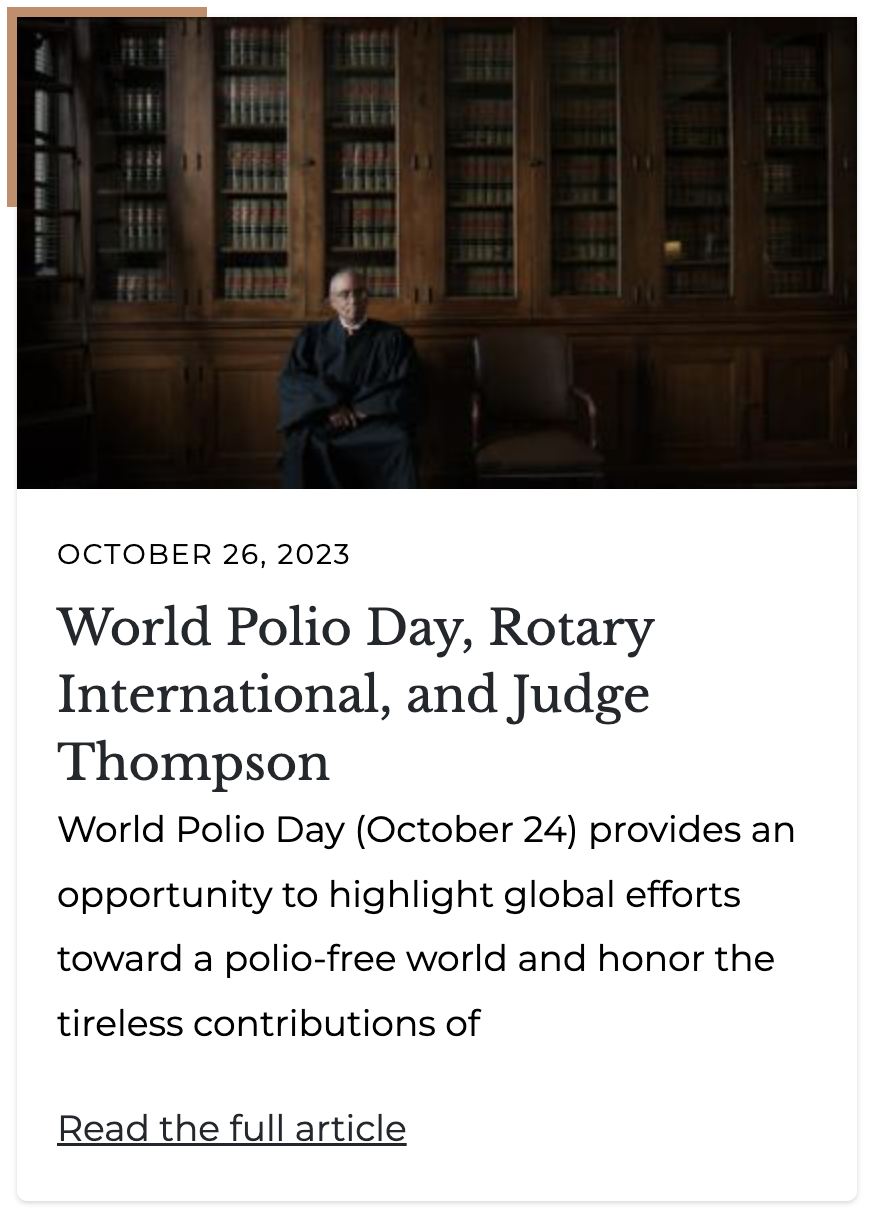 OCTOBER 26, 2023
World Polio Day, Rotary
International, and Judge
Thompson
World Polio Day (October 24) provides an
opportunity to highlight global efforts
toward a polio-free world and honor the
tireless contributions of
Read the full article